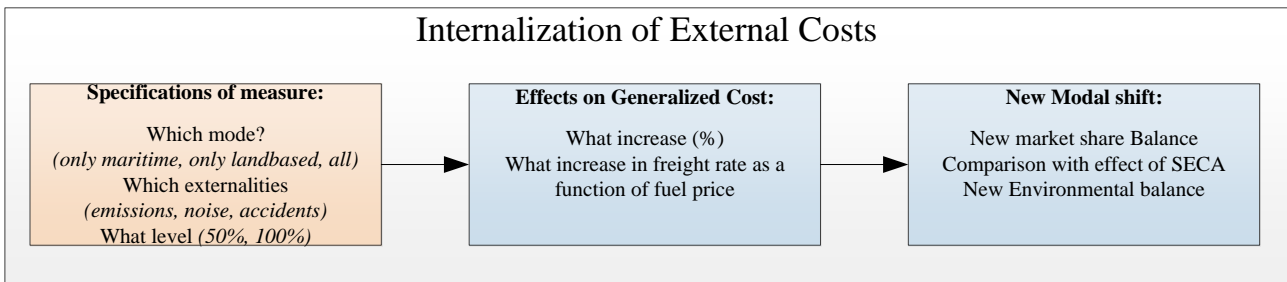 Internalization of External Costs
Specifications of measure:
Which mode?
(only maritime, only landbased, all)
Which externalities
(emissions, noise, accidents)
What level (50%, 100%)
Effects on Generalized Cost:
What increase (%)
What increase in freight rate as a
function of fuel price
New Modal shift:
New market share Balance
Comparison with effect of SECA
New Environmental balance